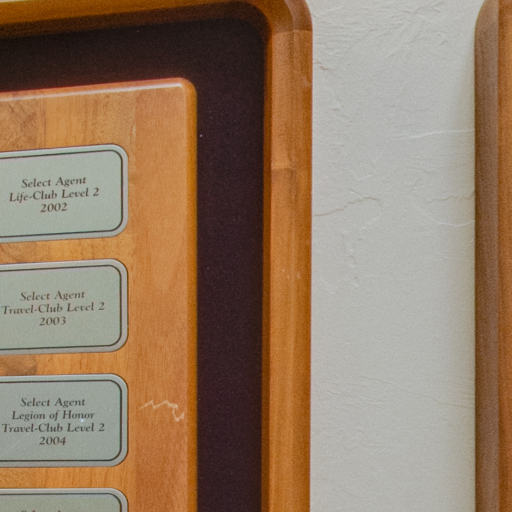 Select Agent
Life-Club Level 2
2002
Select Agent
Travel-Club Level 2
2003
Select Agent
Legion of Honor
Travel-Club Level 2
2004